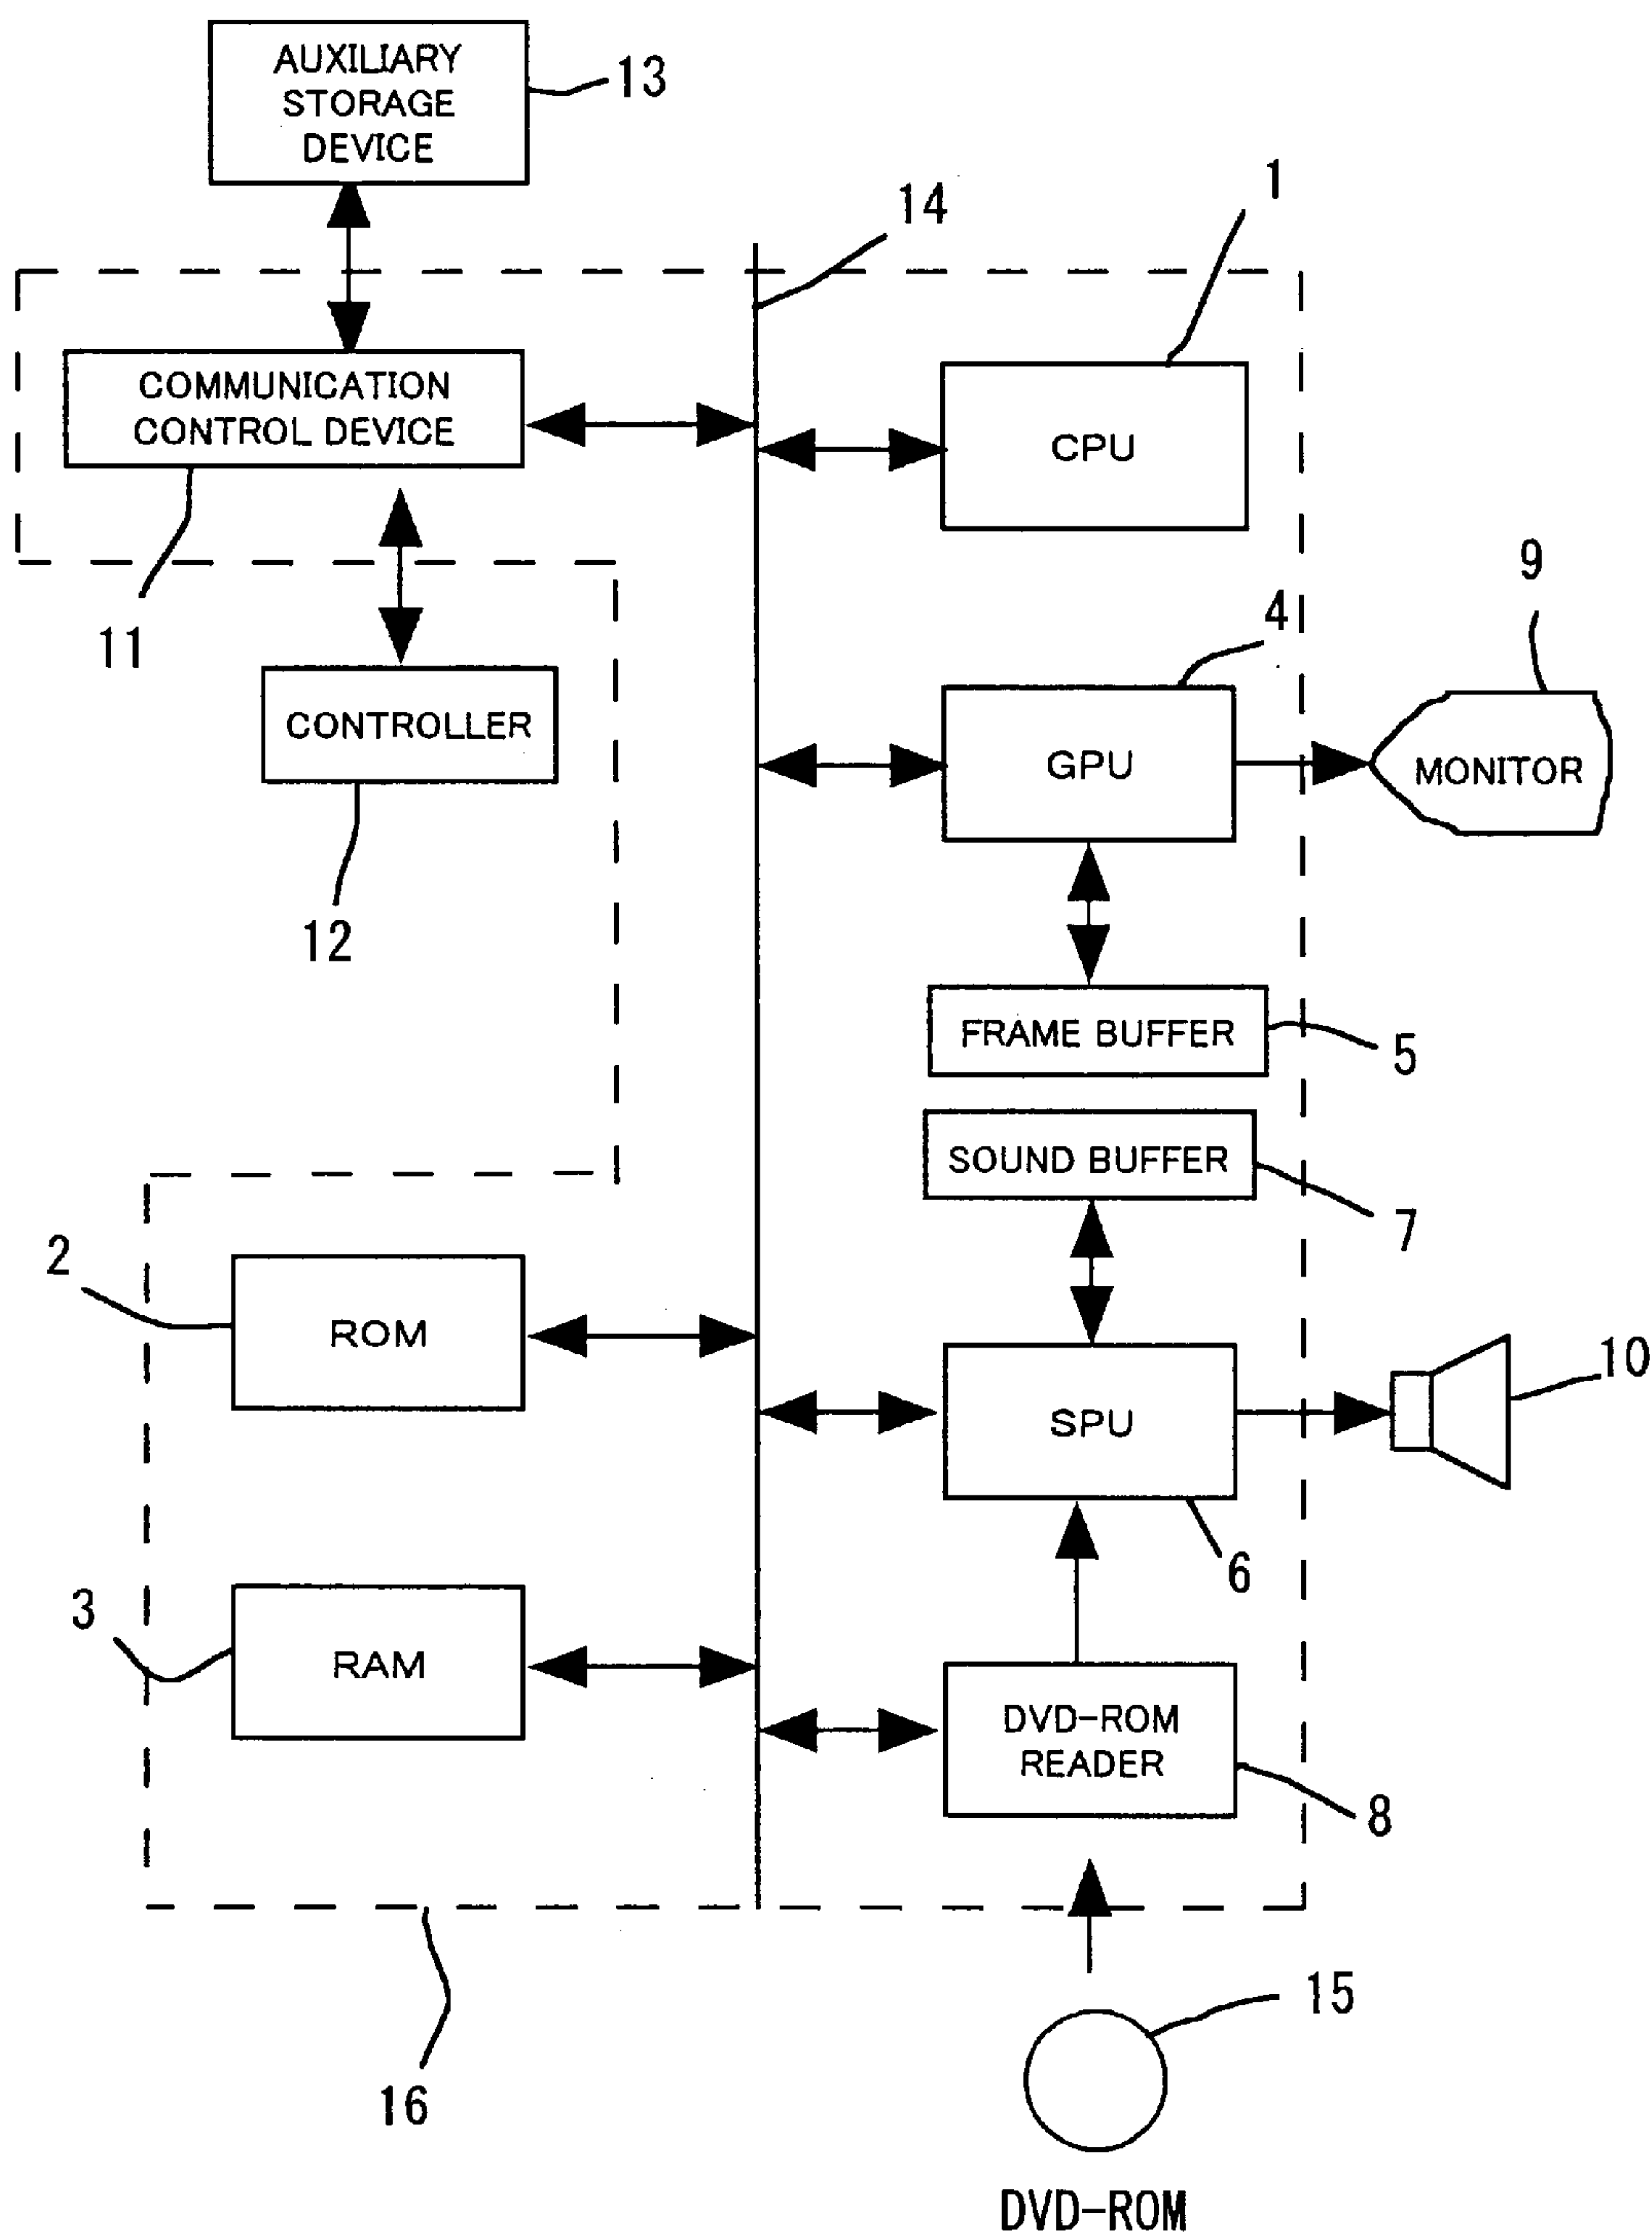 AUXILIARY
STORAGE
DEVICE
13
14
1
COMMUNICATION
CONTROL DEVICE
CPU
11
9
4
CONTROLLER
GPU
MONITOR
12
FRAME BUFFER
5
SOUND BUFFER
7
2
ROM
10
SPU
6
3
RAM
DVD-ROM
READER
8
15
16
DVD-ROM